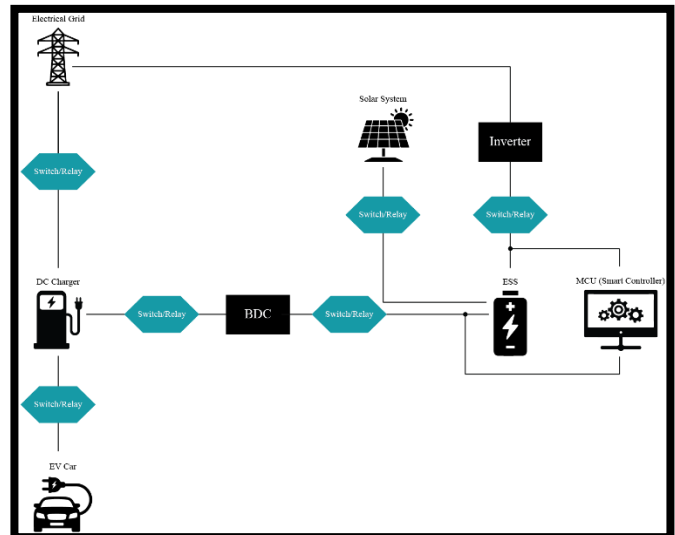 Electrical Grid
Solar System
Inverter
Switch/Relay
Switch/Relay
Switch/Relay
DC Charger
ESS
MCU (Smart Controller)
Switch/Relay
BDC
Switch/Relay
Switch/Relay
EV Car